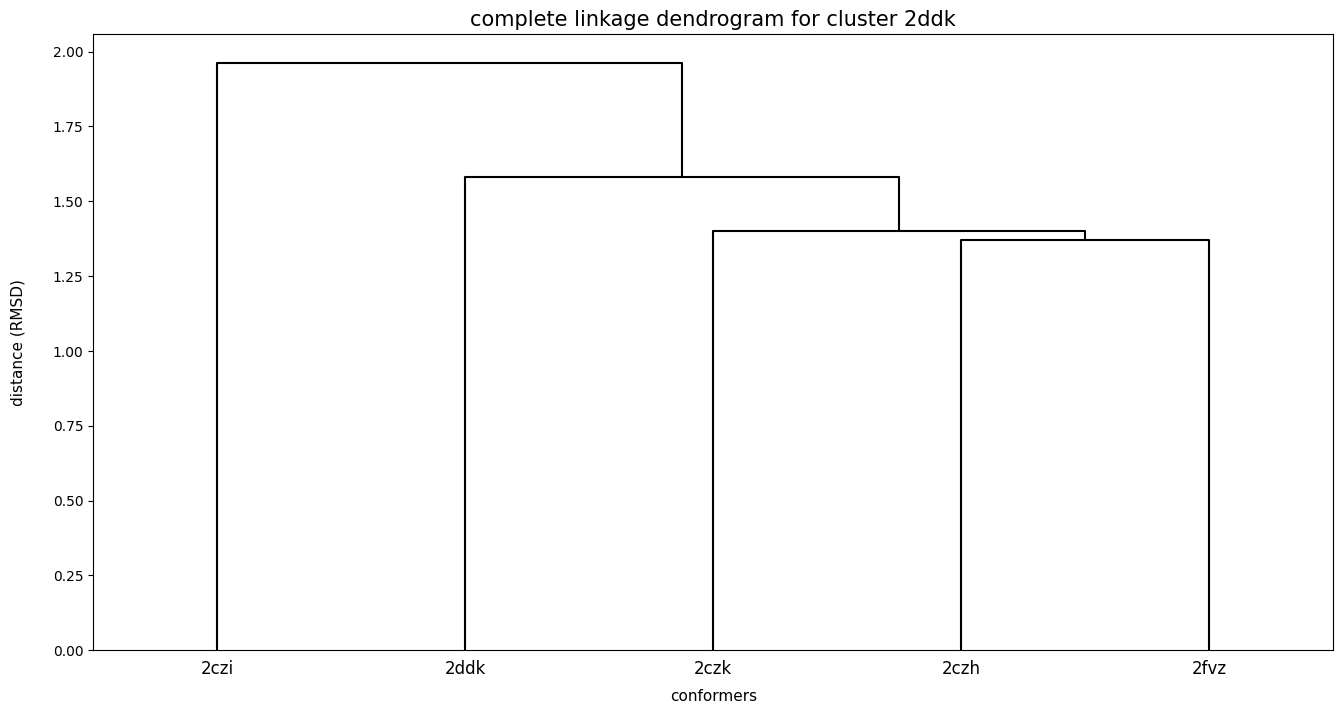 complete linkage dendrogram for cluster 2ddk
2.00
1.75
1.50
1.25
1.00
0.75
0.50
0.25
0.00
distance (RMSD)
2czi 2ddk 2czk 2czh 2fvz
conformers